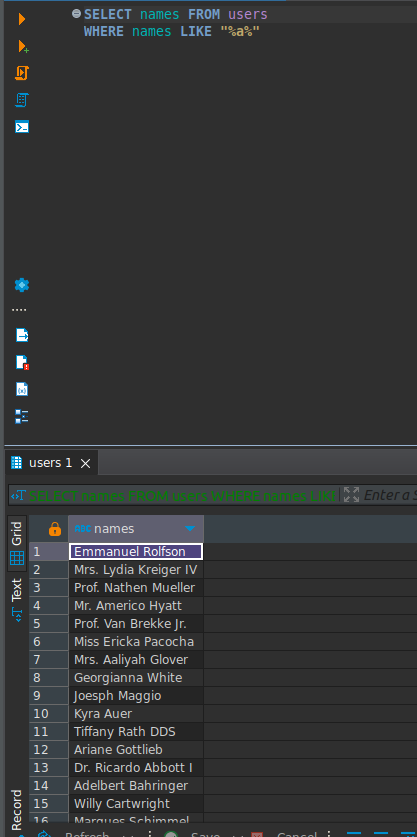 SELECT names FROM users
WHERE names LIKE "%a%"
users 1
SELECT names FROM users WHERE names LIK
Enter a S
Grid
Text
Record
names
1 Emmanuel Rolfson
2 Mrs. Lydia Kreiger IV
3 Prof. Nathen Mueller
4 Mr. Americo Hyatt
5 Prof. Van Brekke Jr.
6 Miss Ericka Pacocha
7 Mrs. Aaliyah Glover
8 Georgianna White
9 Joesph Maggio
10 Kyra Auer
11 Tiffany Rath DDS
12 Ariane Gottlieb
13 Dr. Ricardo Abbott I
14 Adelbert Bahringer
15 Willy Cartwright
16 Marques Schimmel
Refresh Save Cancel